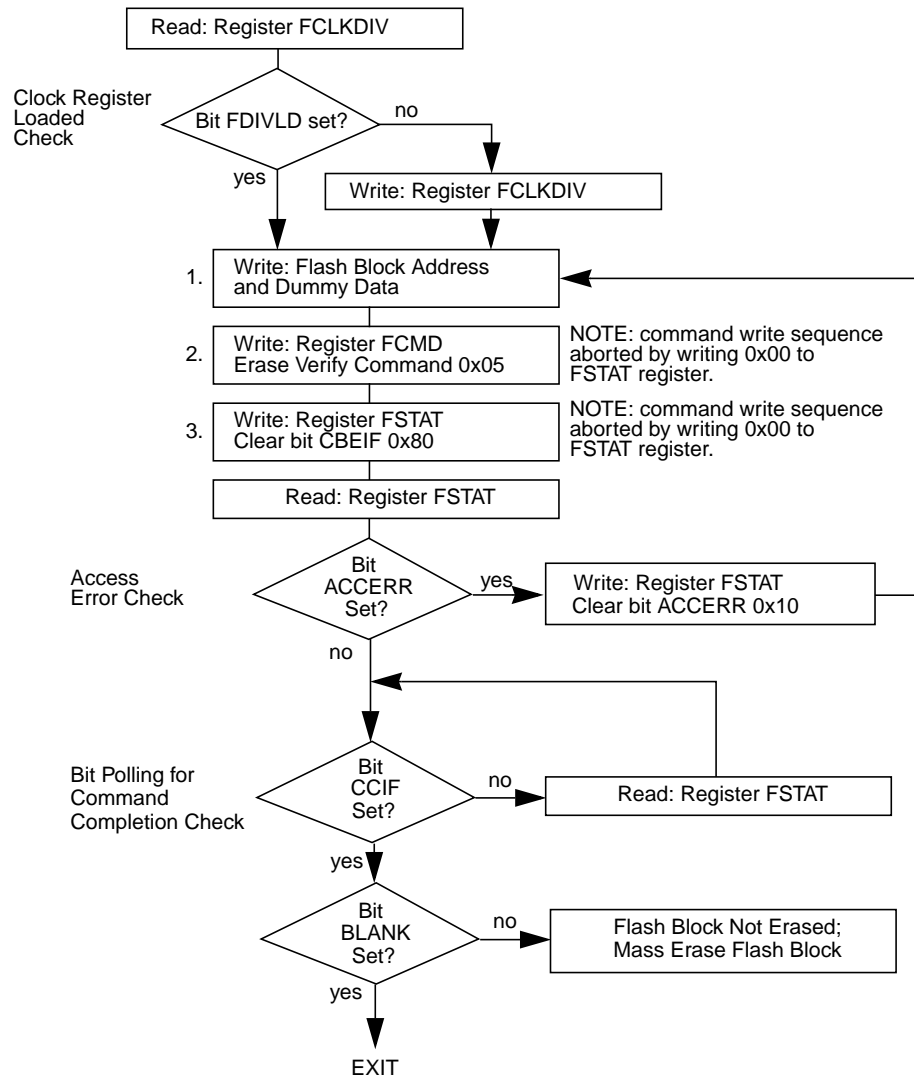 Read: Register FCLKDIV
Clock Register
Loaded
Check
Bit FDIVLD set?
no
yes
Write: Register FCLKDIV
1.
Write: Flash Block Address
and Dummy Data
2.
Write: Register FCMD
Erase Verify Command 0x05
NOTE: command write sequence
aborted by writing 0x00 to
FSTAT register.
3.
Write: Register FSTAT
Clear bit CBEIF 0x80
NOTE: command write sequence
aborted by writing 0x00 to
FSTAT register.
Read: Register FSTAT
Access
Error Check
Bit
ACCERR
Set?
yes
Write: Register FSTAT
Clear bit ACCERR 0x10
no
Bit Polling for
Command
Completion Check
Bit
CCIF
Set?
no
Read: Register FSTAT
yes
Bit
BLANK
Set?
no
Flash Block Not Erased;
Mass Erase Flash Block
yes
EXIT